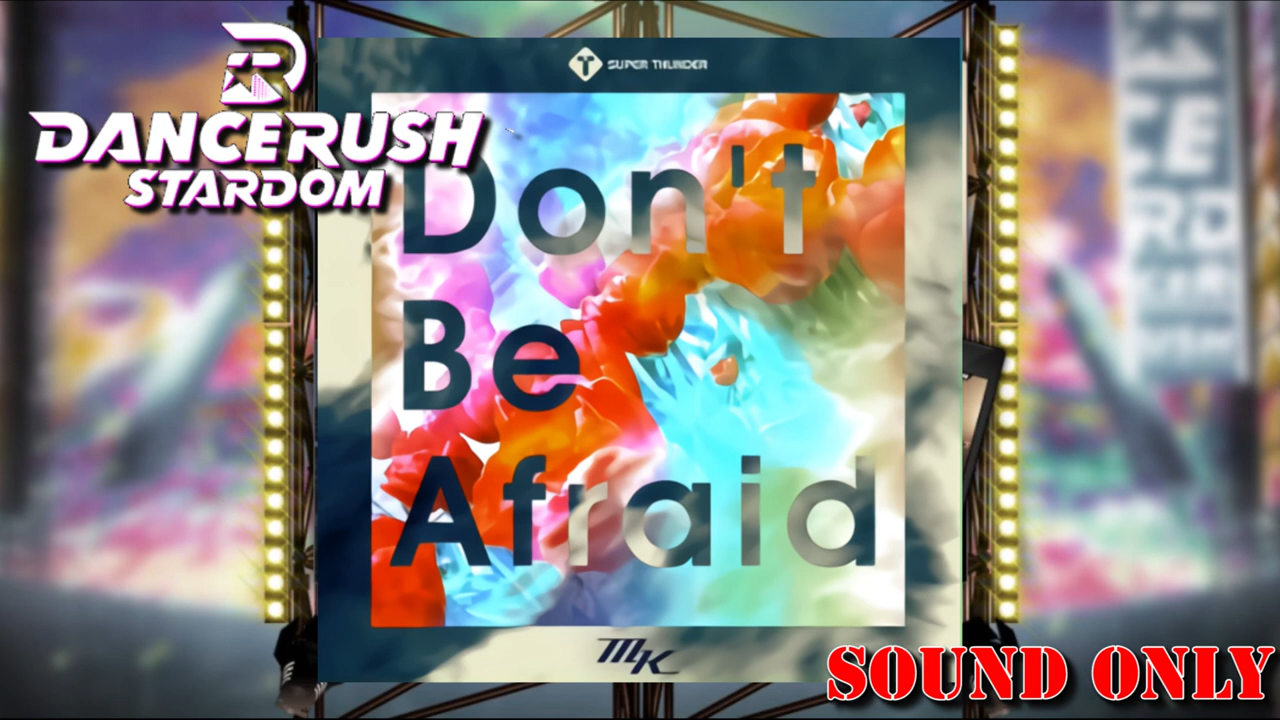 SUPER THUNDER
DANCERUSH
STARDOM
Don't
Be
Afraid
MK
SOUND ONLY